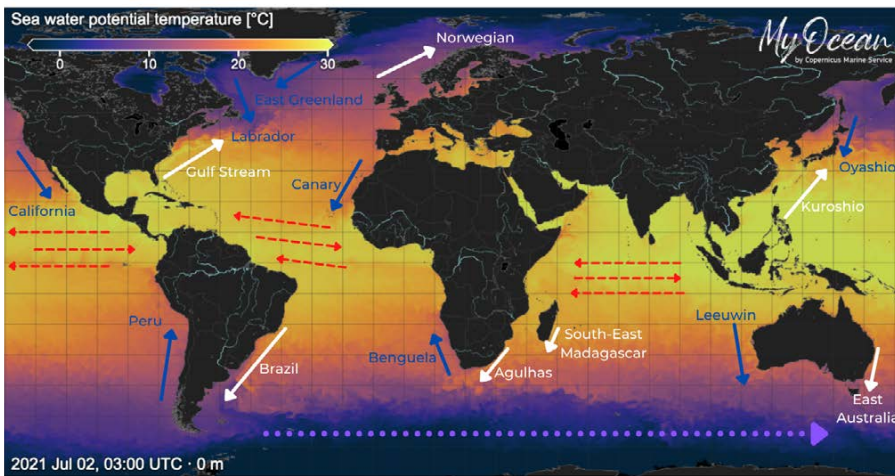 Sea water potential temperature [°C]
0 10 20 30
My Ocean
by Copernicus Marine Service
Norwegian
East Greenland
Labrador
Gulf Stream
Canary
California
Oyashio
Kuroshio
Peru
Brazil
Benguela
Agulhas
South-East
Madagascar
Leeuwin
East
Australia
2021 Jul 02, 03:00 UTC · 0 m